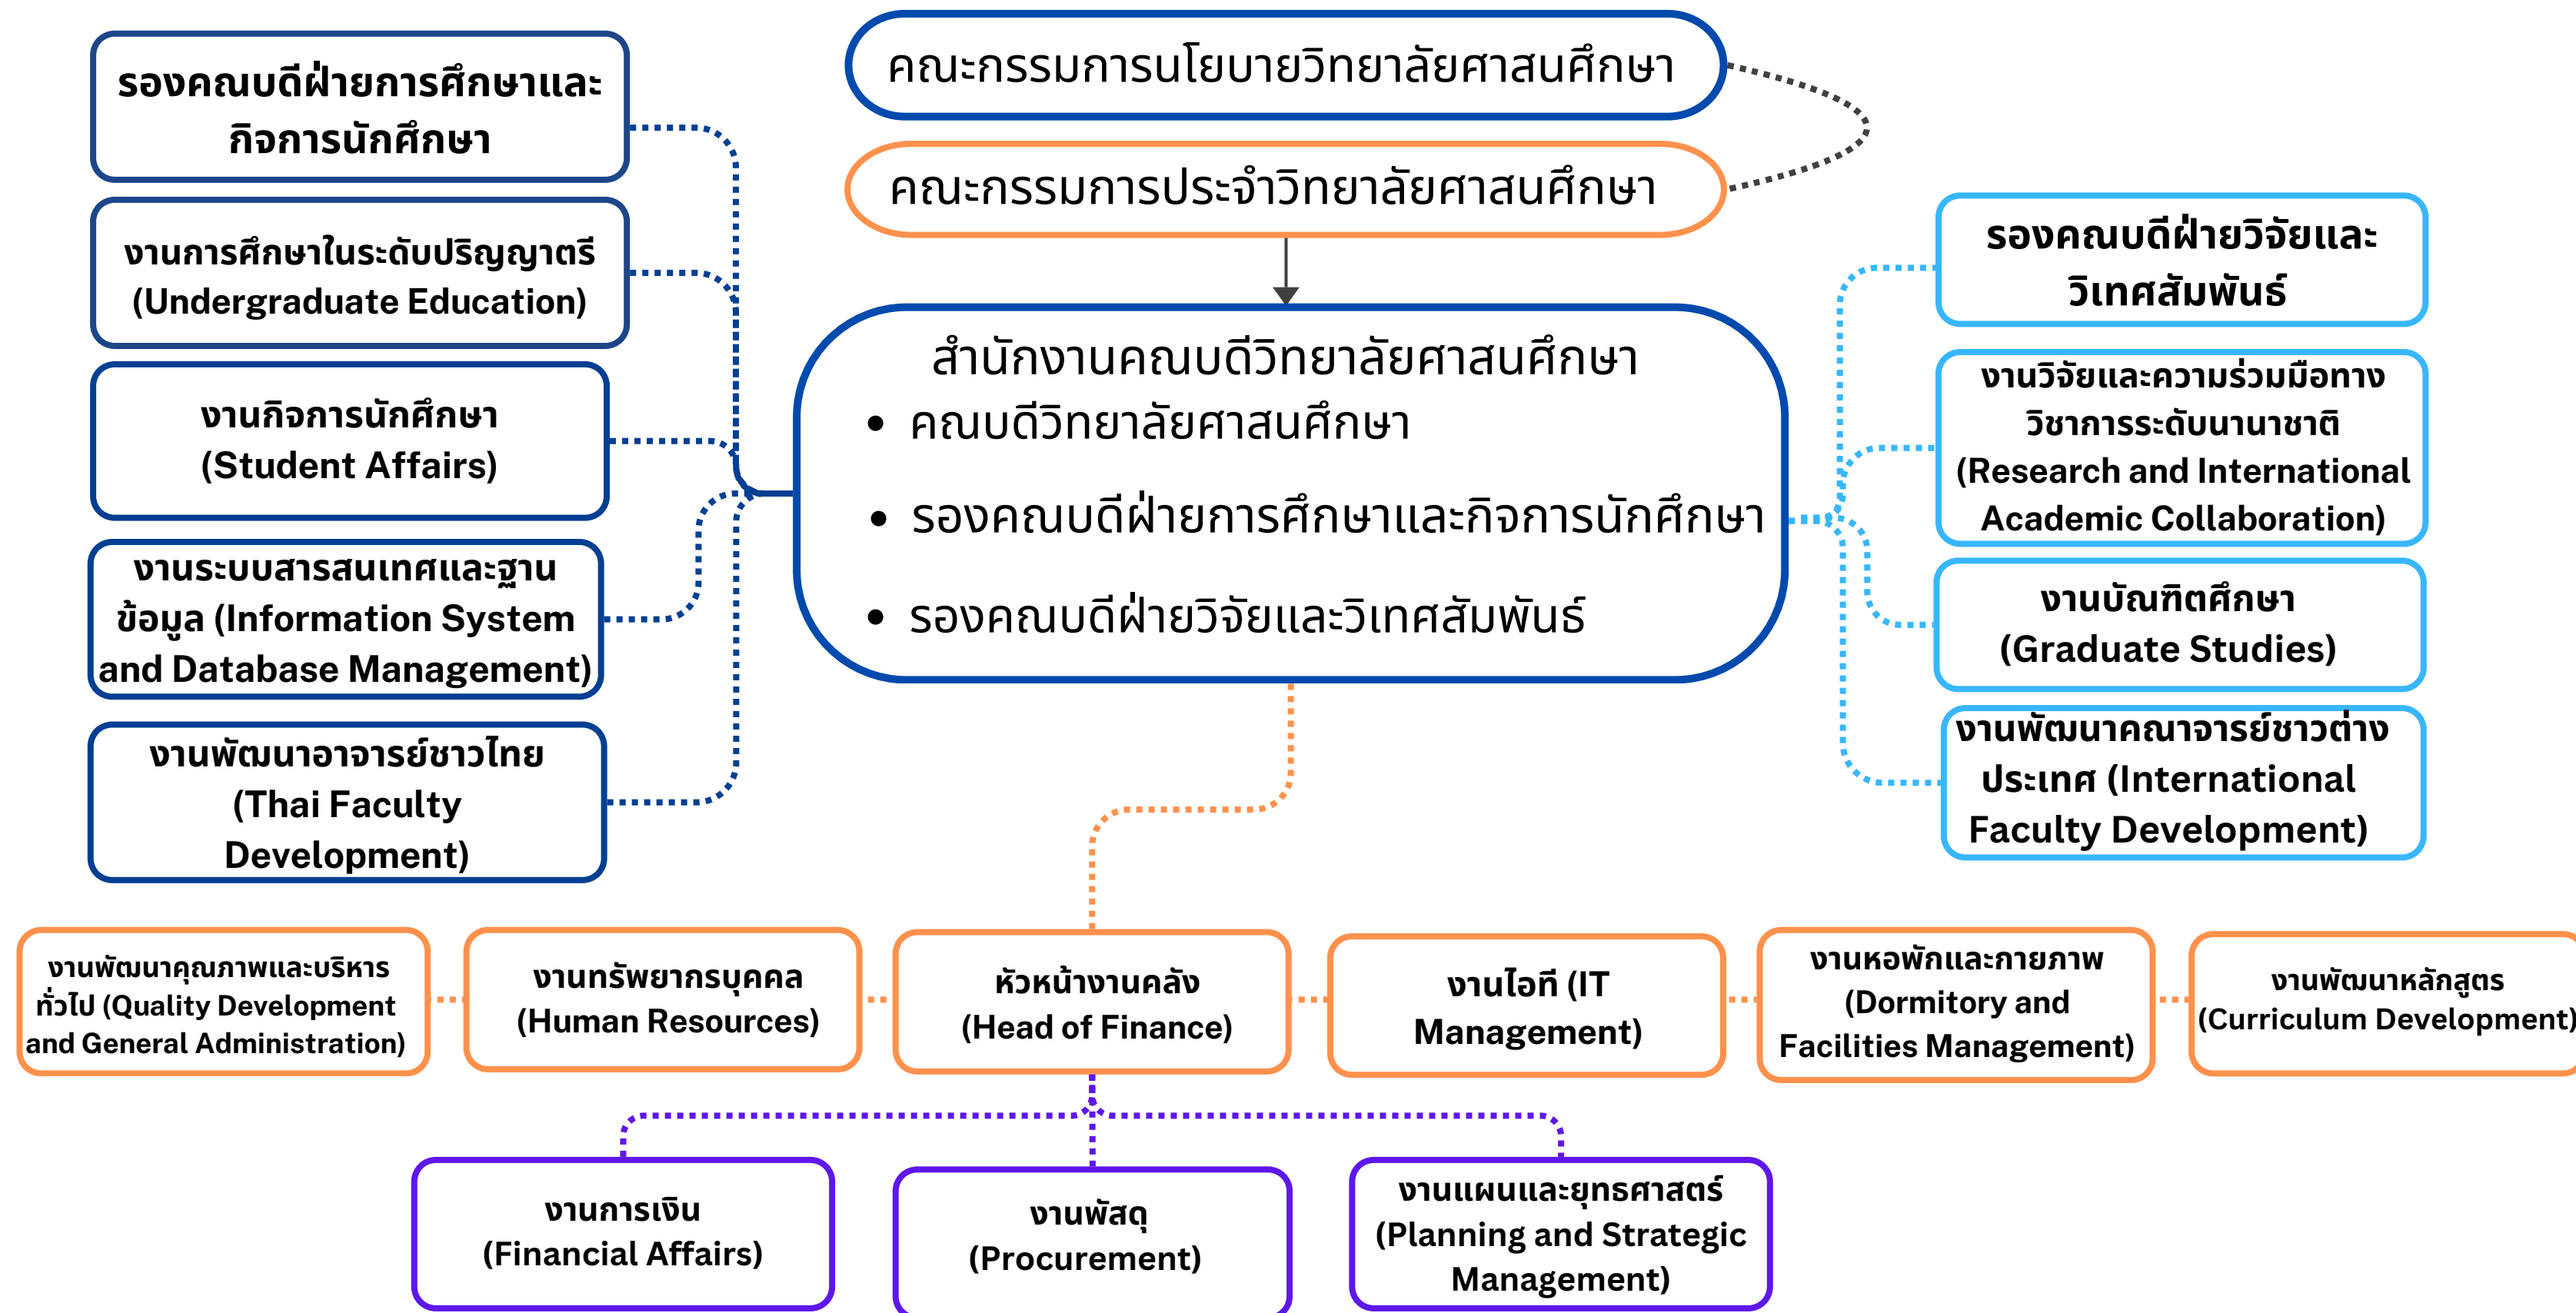 คณะกรรมการนโยบายวิทยาลัยศาสนศึกษา
คณะกรรมการประจำวิทยาลัยศาสนศึกษา
สำนักงานคณบดีวิทยาลัยศาสนศึกษา
• คณบดีวิทยาลัยศาสนศึกษา
• รองคณบดีฝ่ายการศึกษาและกิจการนักศึกษา
• รองคณบดีฝ่ายวิจัยและวิเทศสัมพันธ์
รองคณบดีฝ่ายการศึกษาและ
กิจการนักศึกษา
งานการศึกษาในระดับปริญญาตรี
(Undergraduate Education)
งานกิจการนักศึกษา
(Student Affairs)
งานระบบสารสนเทศและฐาน
ข้อมูล (Information System
and Database Management)
งานพัฒนาอาจารย์ชาวไทย
(Thai Faculty
Development)
รองคณบดีฝ่ายวิจัยและ
วิเทศสัมพันธ์
งานวิจัยและความร่วมมือทาง
วิชาการระดับนานาชาติ
(Research and International
Academic Collaboration)
งานบัณฑิตศึกษา
(Graduate Studies)
งานพัฒนาคณาจารย์ชาวต่าง
ประเทศ (International
Faculty Development)
งานพัฒนาคุณภาพและบริหาร
ทั่วไป (Quality Development
and General Administration)
งานทรัพยากรบุคคล
(Human Resources)
หัวหน้างานคลัง
(Head of Finance)
งานไอที (IT
Management)
งานหอพักและกายภาพ
(Dormitory and
Facilities Management)
งานพัฒนาหลักสูตร
(Curriculum Development)
งานการเงิน
(Financial Affairs)
งานพัสดุ
(Procurement)
งานแผนและยุทธศาสตร์
(Planning and Strategic
Management)